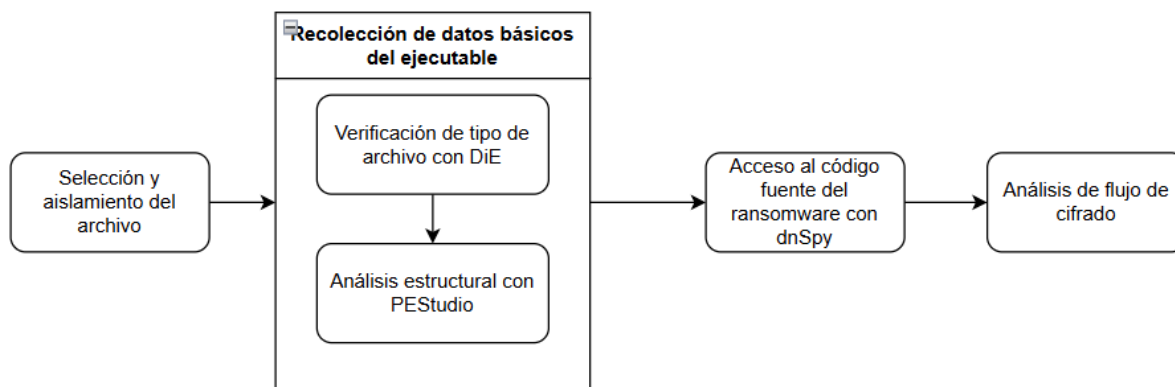 Recolección de datos básicos
del ejecutable
Verificación de tipo de
archivo con DiE
Selección y
aislamiento del
archivo
Análisis estructural con
PEStudio
Acceso al código
fuente del
ransomware con
dnSpy
Análisis de flujo de
cifrado